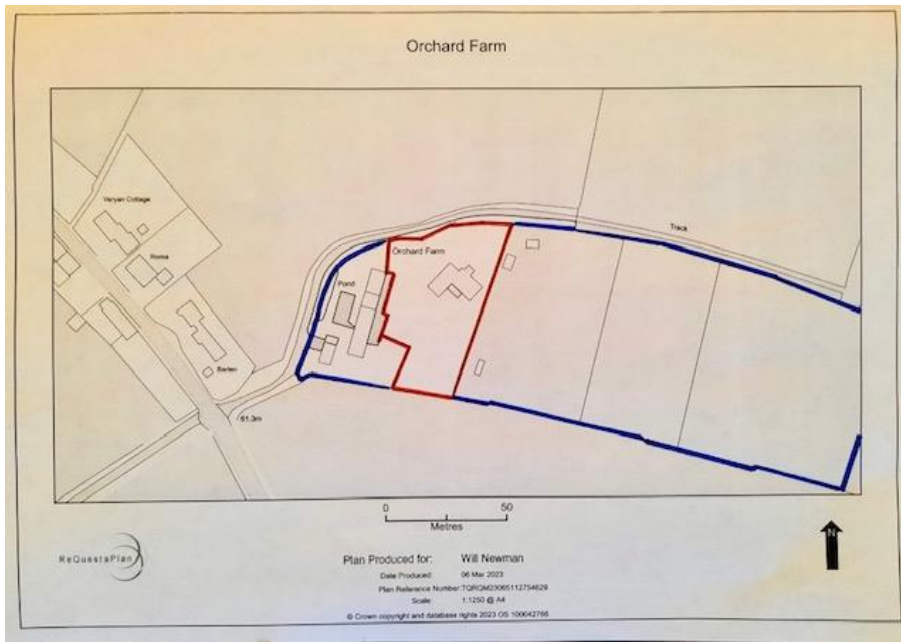 Orchard Farm
Varyan Cottage
Roma
Barlen
61.3m
Pond
Orchard Farm
Track
0 50
Metres
ReQuestaPlan
Plan Produced for: Will Newman
Date Produced: 06 Mar 2023
Plan Reference Number: TQRQM23065112754629
Scale: 1:1250 @ A4
© Crown copyright and database rights 2023 OS 100042766
N